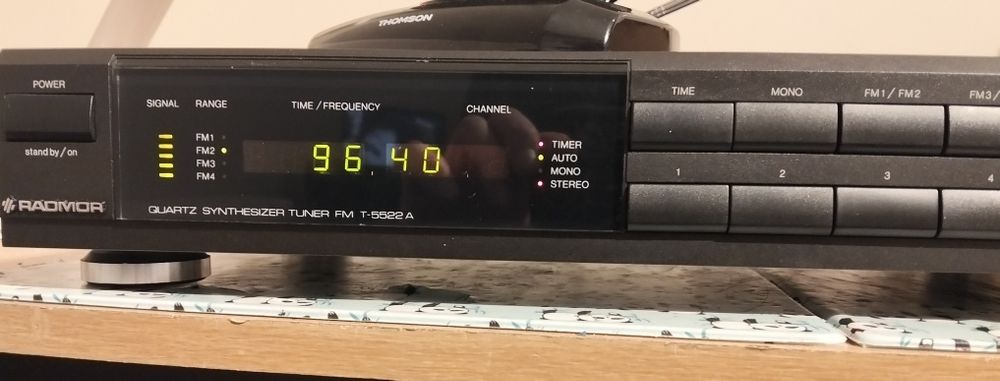 THOMSON
POWER
stand by / on
RADMOR
SIGNAL RANGE TIME / FREQUENCY CHANNEL
FM1
FM2
FM3
FM4
96.40
TIMER
AUTO
MONO
STEREO
QUARTZ SYNTHESIZER TUNER FM T-5522 A
TIME MONO FM1 / FM2 FM3 /
1 2 3 4